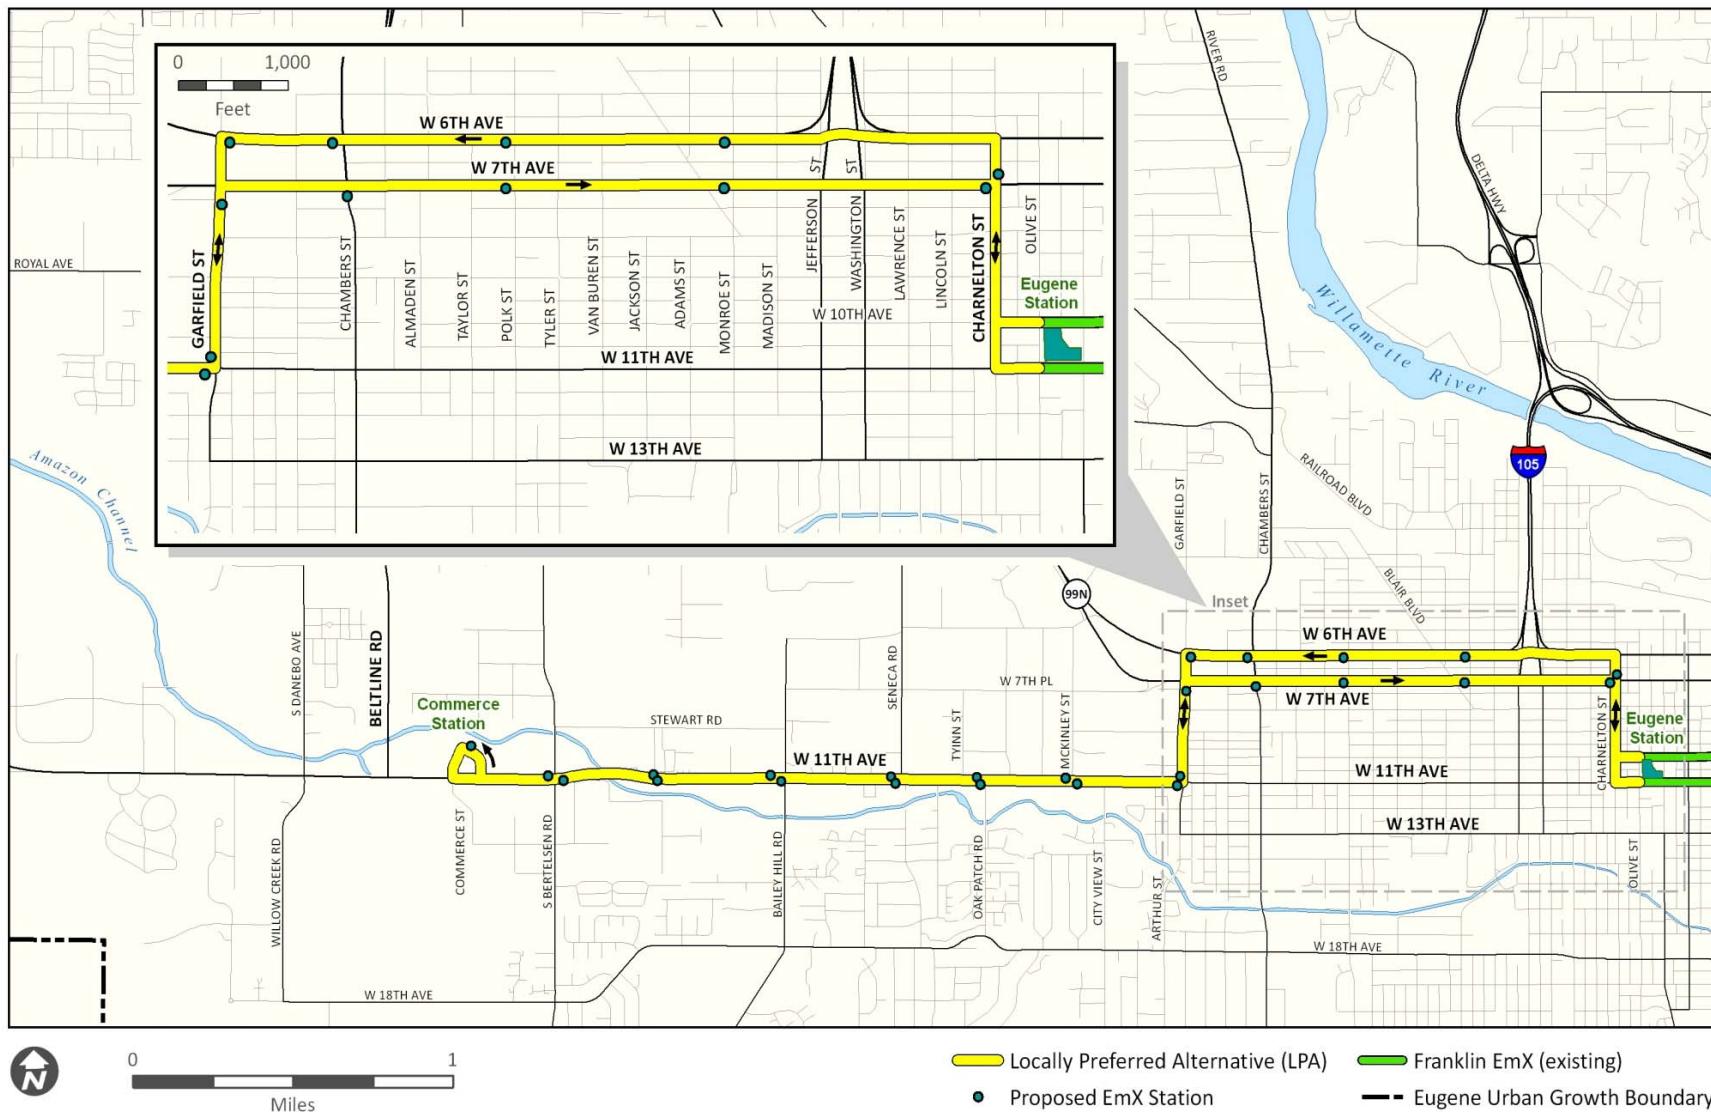 0 1,000
Feet
W 6TH AVE
W 7TH AVE
ST
ST
GARFIELD ST
CHAMBERS ST
ALMADEN ST
TAYLOR ST
POLK ST
TYLER ST
VAN BUREN ST
JACKSON ST
ADAMS ST
MONROE ST
MADISON ST
JEFFERSON
WASHINGTON
LAWRENCE ST
LINCOLN ST
CHARNELTON ST
OLIVE ST
Eugene
Station
W 10TH AVE
W 11TH AVE
W 13TH AVE
ROYAL AVE
RIVER RD
DELTA HWY
Willamette River
Amazon Channel
105
RAILROAD BLVD
GARFIELD ST
CHAMBERS ST
BLAIR BLVD
99N
Inset
W 6TH AVE
W 7TH AVE
W 7TH PL
S DANEBO AVE
BELTLINE RD
Commerce
Station
STEWART RD
SENECA RD
TYINN ST
MCKINLEY ST
W 11TH AVE
W 11TH AVE
CHARNELTON ST
Eugene
Station
W 13TH AVE
WILLOW CREEK RD
COMMERCE ST
S BERTELSEN RD
BAILEY HILL RD
OAK PATCH RD
CITY VIEW ST
ARTHUR ST
OLIVE ST
W 18TH AVE
W 18TH AVE
N
0 1
Miles
Locally Preferred Alternative (LPA)
Franklin EmX (existing)
Proposed EmX Station
Eugene Urban Growth Boundary